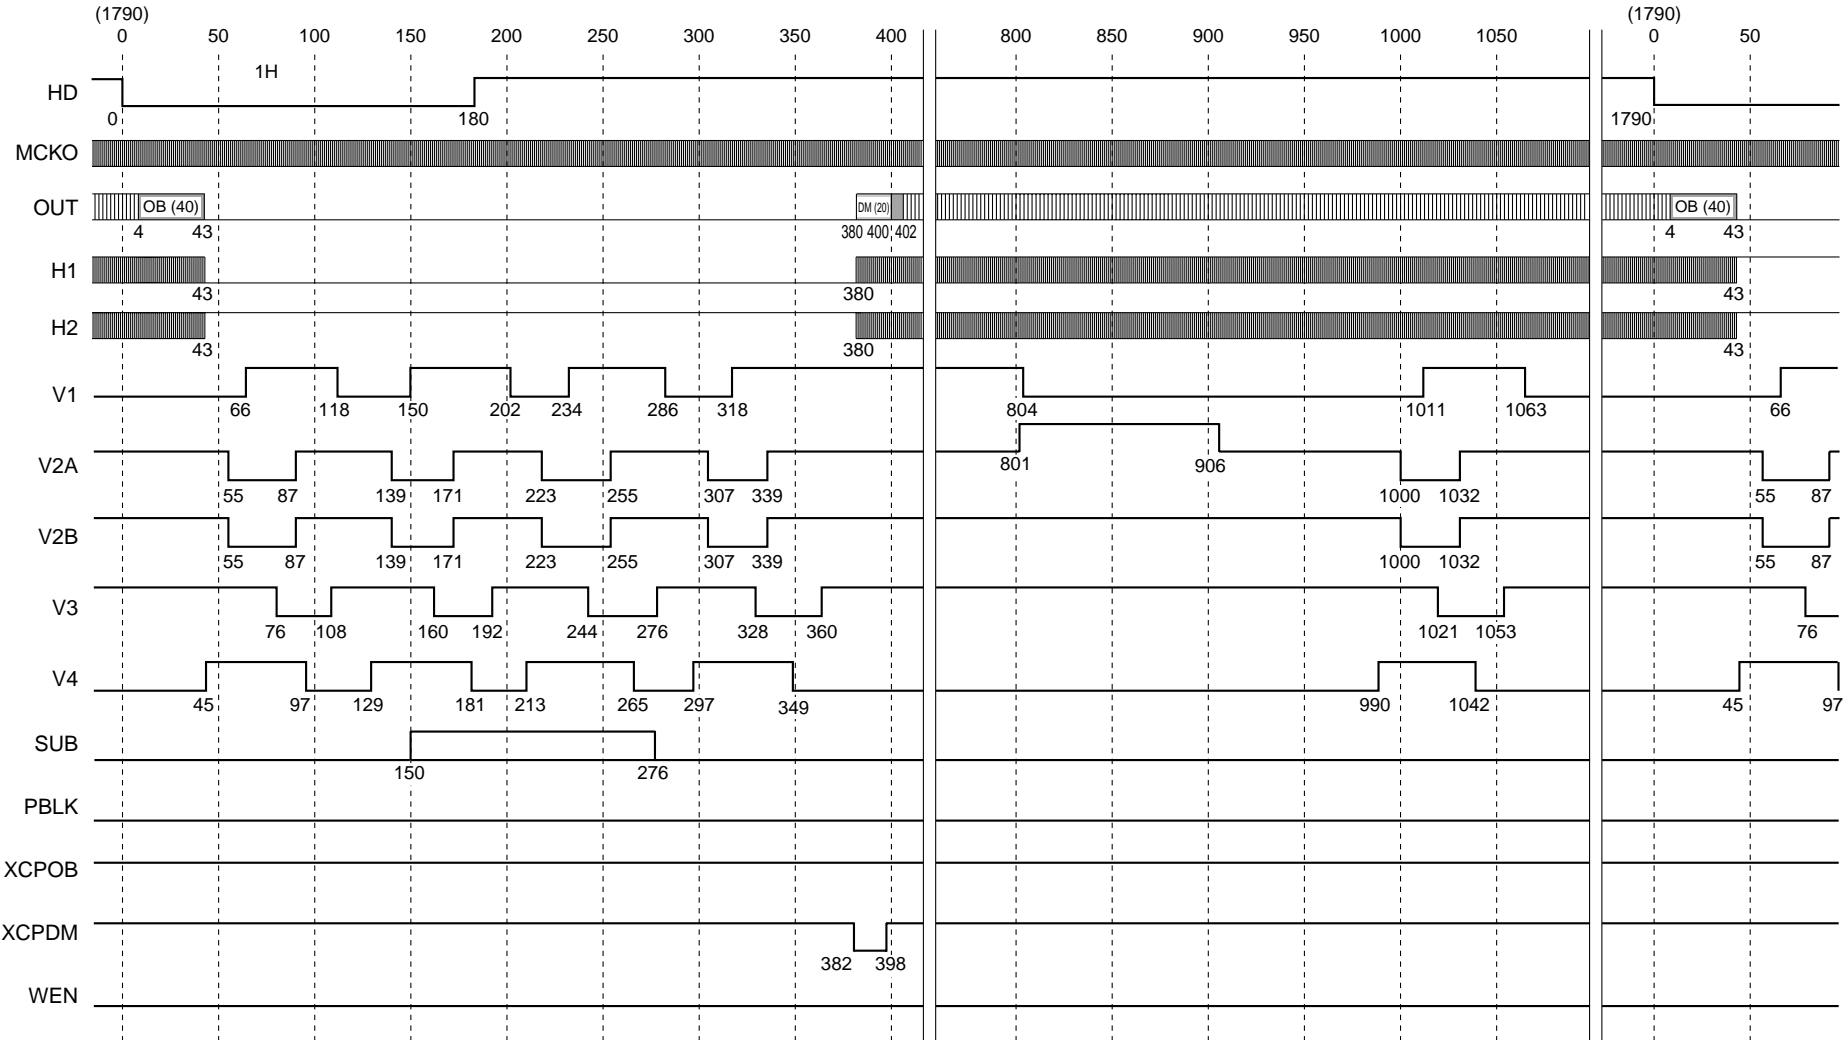 (1790) (1790)
0 50 100 150 200 250 300 350 400 800 850 900 950 1000 1050 0 50
1H
HD
0 180 1790
MCKO
OUT OB (40) DM (20) OB (40)
4 43 380 400 402 4 43
H1
43 380 43
H2
43 380 43
V1
66 118 150 202 234 286 318 804 1011 1063 66
V2A 801 906
55 87 139 171 223 255 307 339 1000 1032 55 87
V2B
55 87 139 171 223 255 307 339 1000 1032 55 87
V3
76 108 160 192 244 276 328 360 1021 1053 76
V4
45 97 129 181 213 265 297 349 990 1042 45 97
SUB
150 276
PBLK
XCPOB
XCPDM
382 398
WEN